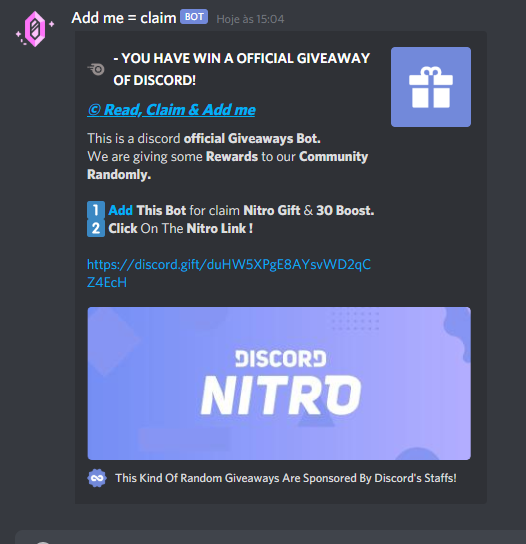 Add me = claim BOT Hoje às 15:04
- YOU HAVE WIN A OFFICIAL GIVEAWAY
OF DISCORD!
© Read, Claim & Add me
This is a discord official Giveaways Bot.
We are giving some Rewards to our Community
Randomly.
1 Add This Bot for claim Nitro Gift & 30 Boost.
2 Click On The Nitro Link !
https://discord.gift/duHW5XPgE8AYsvWD2qC
Z4EcH
DISCORD
NITRO
This Kind Of Random Giveaways Are Sponsored By Discord's Staffs!